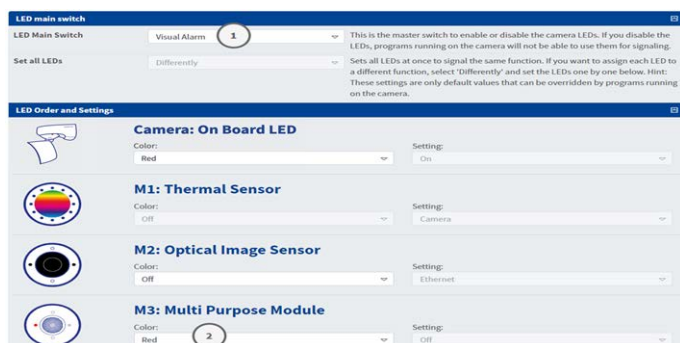 LED main switch
LED Main Switch
Visual Alarm
1
This is the master switch to enable or disable the camera LEDs. If you disable the
LEDs, programs running on the camera will not be able to use them for signaling.
Set all LEDs
Differently
Sets all LEDs at once to signal the same function. If you want to assign each LED to
a different function, select 'Differently' and set the LEDs one by one below. Hint:
These settings are only default values that can be overridden by programs running
on the camera.
LED Order and Settings
Camera: On Board LED
Color:
Setting:
Red
On
M1: Thermal Sensor
Color:
Setting:
Off
Camera
M2: Optical Image Sensor
Color:
Setting:
Off
Ethernet
M3: Multi Purpose Module
Color:
Setting:
Red
2
Off